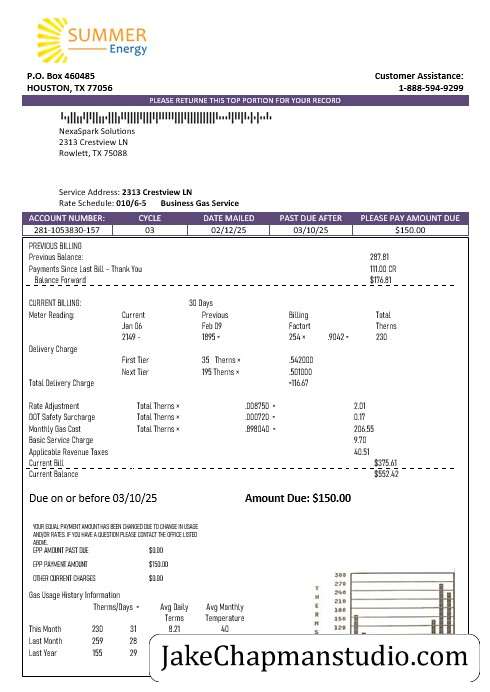 SUMMER
Energy
P.O. Box 460485
HOUSTON, TX 77056
Customer Assistance:
1-888-594-9299
PLEASE RETURNE THIS TOP PORTION FOR YOUR RECORD
NexaSpark Solutions
2313 Crestview LN
Rowlett, TX 75088
Service Address: 2313 Crestview LN
Rate Schedule: 010/6-5 Business Gas Service
ACCOUNT NUMBER: CYCLE DATE MAILED PAST DUE AFTER PLEASE PAY AMOUNT DUE
281-1053830-157 03 02/12/25 03/10/25 $150.00
PREVIOUS BILLING
Previous Balance: 287.81
Payments Since Last Bill – Thank You 111.00 CR
Balance Forward $176.81
CURRENT BILLING: 30 Days
Meter Reading: Current Previous Billing Total
Jan 06 Feb 09 Factort Therns
2149 - 1895 = 254 × .9042 = 230
Delivery Charge
First Tier 35 Therns × .542000
Next Tier 195 Therns × .501000
Total Delivery Charge =116.67
Rate Adjustment Total Therns × .008750 = 2.01
DOT Safety Surcharge Total Therns × .000720 = 0.17
Monthly Gas Cost Total Therns × .898040 = 206.55
Basic Service Charge 9.70
Applicable Revenue Taxes 40.51
Current Bill $375.61
Current Balance $552.42
Due on or before 03/10/25 Amount Due: $150.00
YOUR EQUAL PAYMENT AMOUNT HAS BEEN CHANGED DUE TO CHANGE IN USAGE
AND/OR RATES. IF YOU HAVE A QUESTION PLEASE CONTACT THE OFFICE LISTED
ABOVE.
EPP AMOUNT PAST DUE $0.00
EPP PAYMENT AMOUNT $150.00
OTHER CURRENT CHARGES $0.00
Gas Usage History Information
Therms/Days = Avg Daily Avg Monthly
Terms Temperature
This Month 230 31 8.21 40
Last Month 259 28
Last Year 155 29
T
H
E
R
M
S
300
270
240
210
180
150
120
JakeChapmanstudio.com